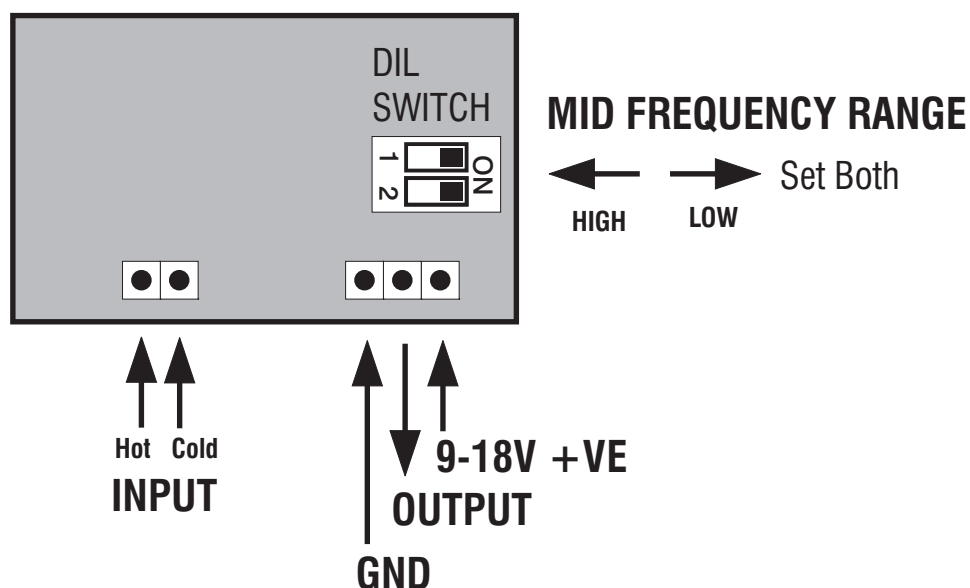 DIL
SWITCH
1
2
ON
MID FREQUENCY RANGE
Set Both
HIGH LOW
Hot Cold
INPUT
9-18V +VE
OUTPUT
GND